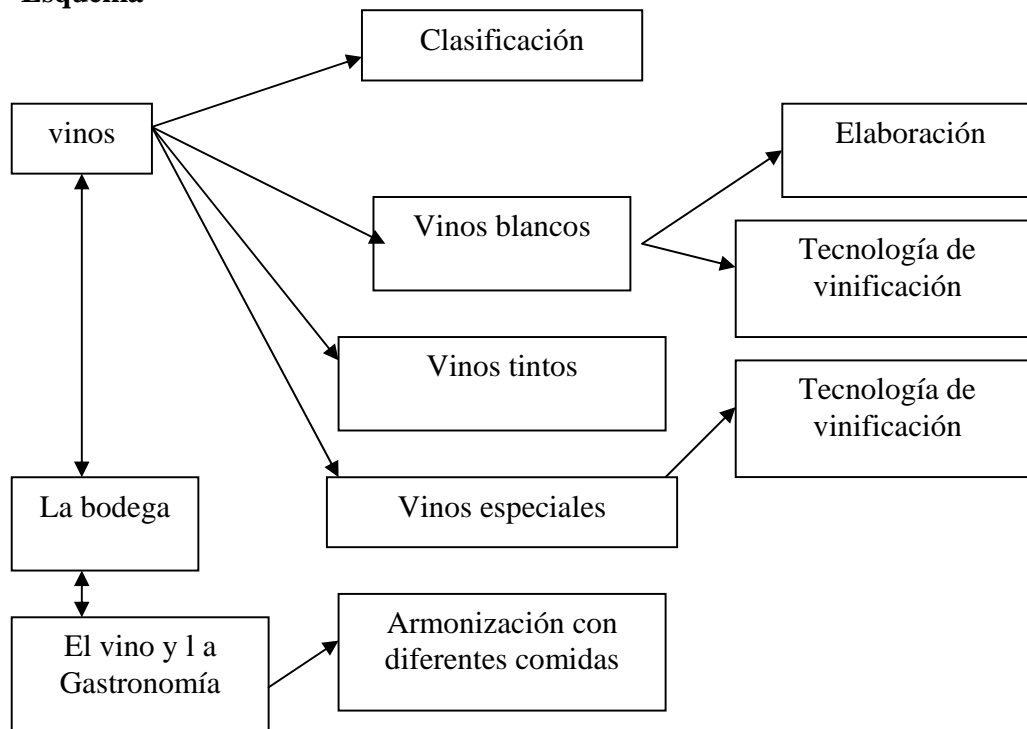 Esquema
Clasificación
vinos
Elaboración
Vinos blancos
Tecnología de
vinificación
Vinos tintos
Tecnología de
vinificación
La bodega
Vinos especiales
El vino y l a
Gastronomía
Armonización con
diferentes comidas